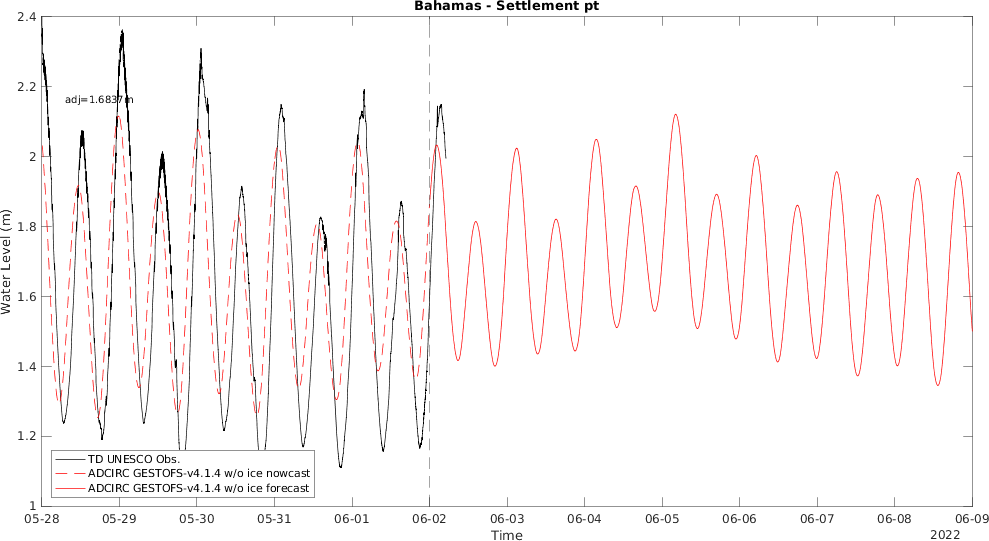 Bahamas - Settlement pt
2.4
2.2
2
1.8
1.6
1.4
1.2
1
Water Level (m)
adj=1.6837m
TD UNESCO Obs.
ADCIRC GESTOFS-v4.1.4 w/o ice nowcast
ADCIRC GESTOFS-v4.1.4 w/o ice forecast
05-28 05-29 05-30 05-31 06-01 06-02 06-03 06-04 06-05 06-06 06-07 06-08 06-09
Time
2022